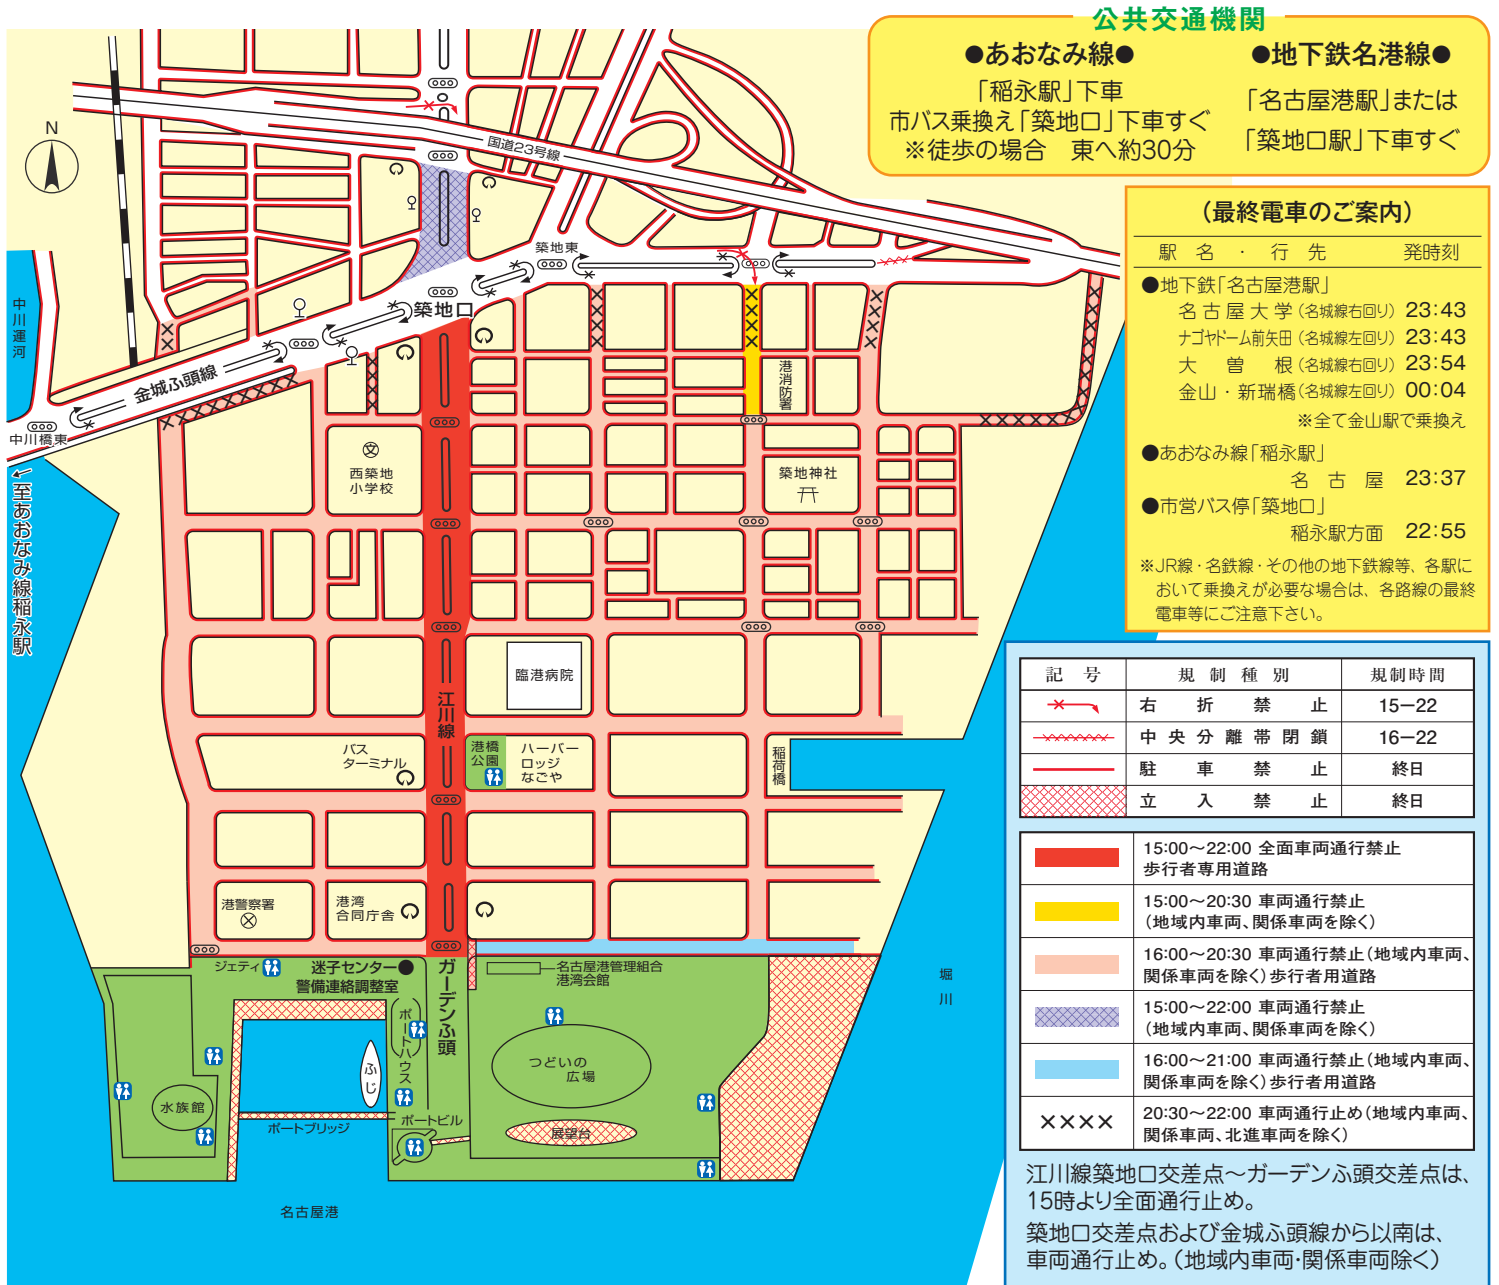 公共交通機関
●あおなみ線●
「稲永駅」下車
市バス乗換え「築地口」下車すぐ
※徒歩の場合　東へ約30分
●地下鉄名港線●
「名古屋港駅」または
「築地口駅」下車すぐ
（最終電車のご案内）
駅名・行先　発時刻
●地下鉄「名古屋港駅」
名古屋大学（名城線右回り） 23:43
ナゴヤドーム前矢田（名城線左回り） 23:43
大曽根（名城線右回り） 23:54
金山・新瑞橋（名城線左回り） 00:04
※全て金山駅で乗換え
●あおなみ線「稲永駅」
名古屋 23:37
●市営バス停「築地口」
稲永駅方面 22:55
※JR線・名鉄線・その他の地下鉄線等、各駅に
おいて乗換えが必要な場合は、各路線の最終
電車等にご注意下さい。
記号　規制種別　規制時間
右折禁止　15－22
中央分離帯閉鎖　16－22
駐車禁止　終日
立入禁止　終日
15:00〜22:00 全面車両通行禁止
歩行者専用道路
15:00〜20:30 車両通行禁止
（地域内車両、関係車両を除く）
16:00〜20:30 車両通行禁止（地域内車両、
関係車両を除く）歩行者用道路
15:00〜22:00 車両通行禁止
（地域内車両、関係車両を除く）
16:00〜21:00 車両通行禁止（地域内車両、
関係車両を除く）歩行者用道路
×××× 20:30〜22:00 車両通行止め（地域内車両、
関係車両、北進車両を除く）
江川線築地口交差点〜ガーデンふ頭交差点は、
15時より全面通行止め。
築地口交差点および金城ふ頭線から以南は、
車両通行止め。（地域内車両・関係車両除く）
N
国道23号線
築地東
築地口
中川運河
金城ふ頭線
中川橋東
←至あおなみ線稲永駅
港消防署
文
西築地
小学校
築地神社
臨港病院
江川線
バス
ターミナル
港橋
公園
ハーバー
ロッジ
なごや
稲荷橋
港警察署
港湾
合同庁舎
ジェティ
迷子センター●
警備連絡調整室
ガーデンふ頭
名古屋港管理組合
港湾会館
堀川
ポートハウス
ふじ
つどいの
広場
水族館
ポートブリッジ
ポートビル
展望台
名古屋港